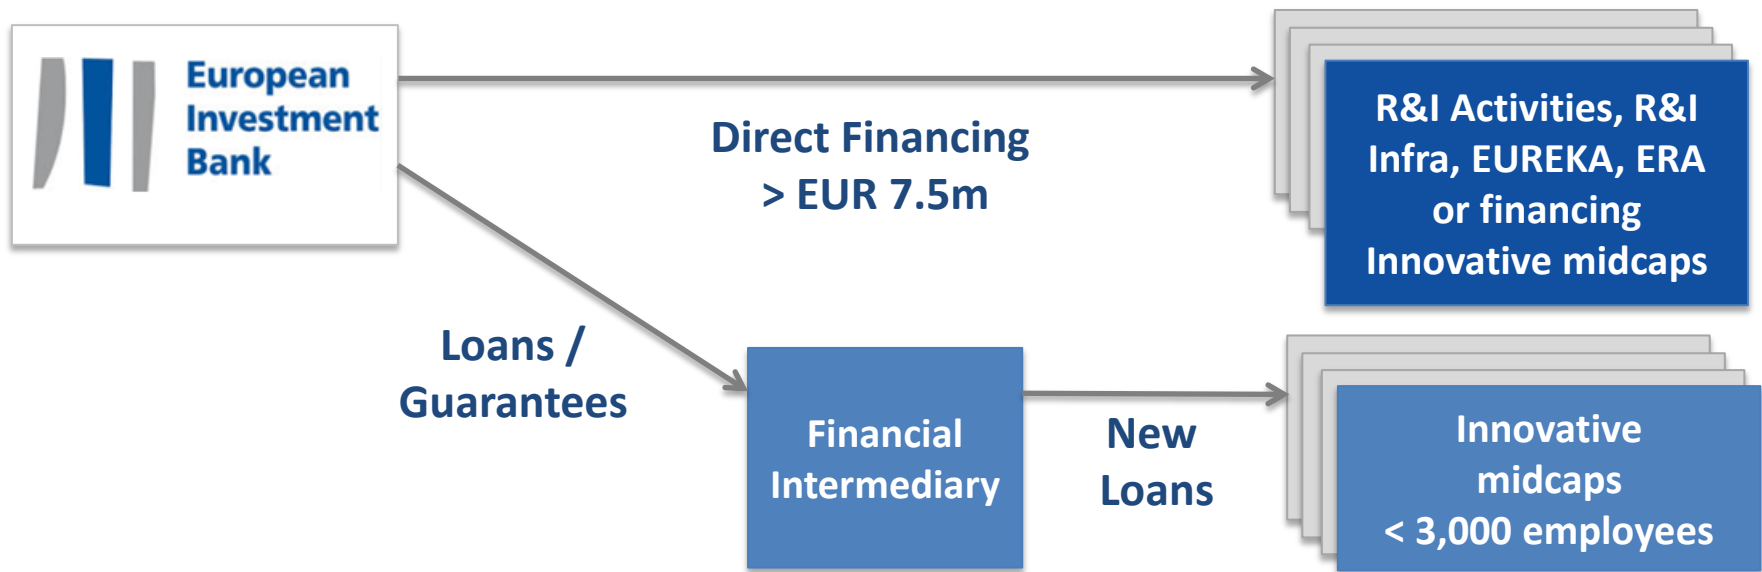 European
Investment
Bank
Direct Financing
> EUR 7.5m
R&I Activities, R&I
Infra, EUREKA, ERA
or financing
Innovative midcaps
Loans /
Guarantees
Financial
Intermediary
New
Loans
Innovative
midcaps
< 3,000 employees